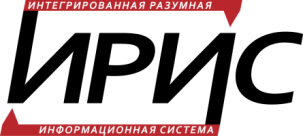 ИНТЕГРИРОВАННАЯ РАЗУМНАЯ
ИРИС
ИНФОРМАЦИОННАЯ СИСТЕМА